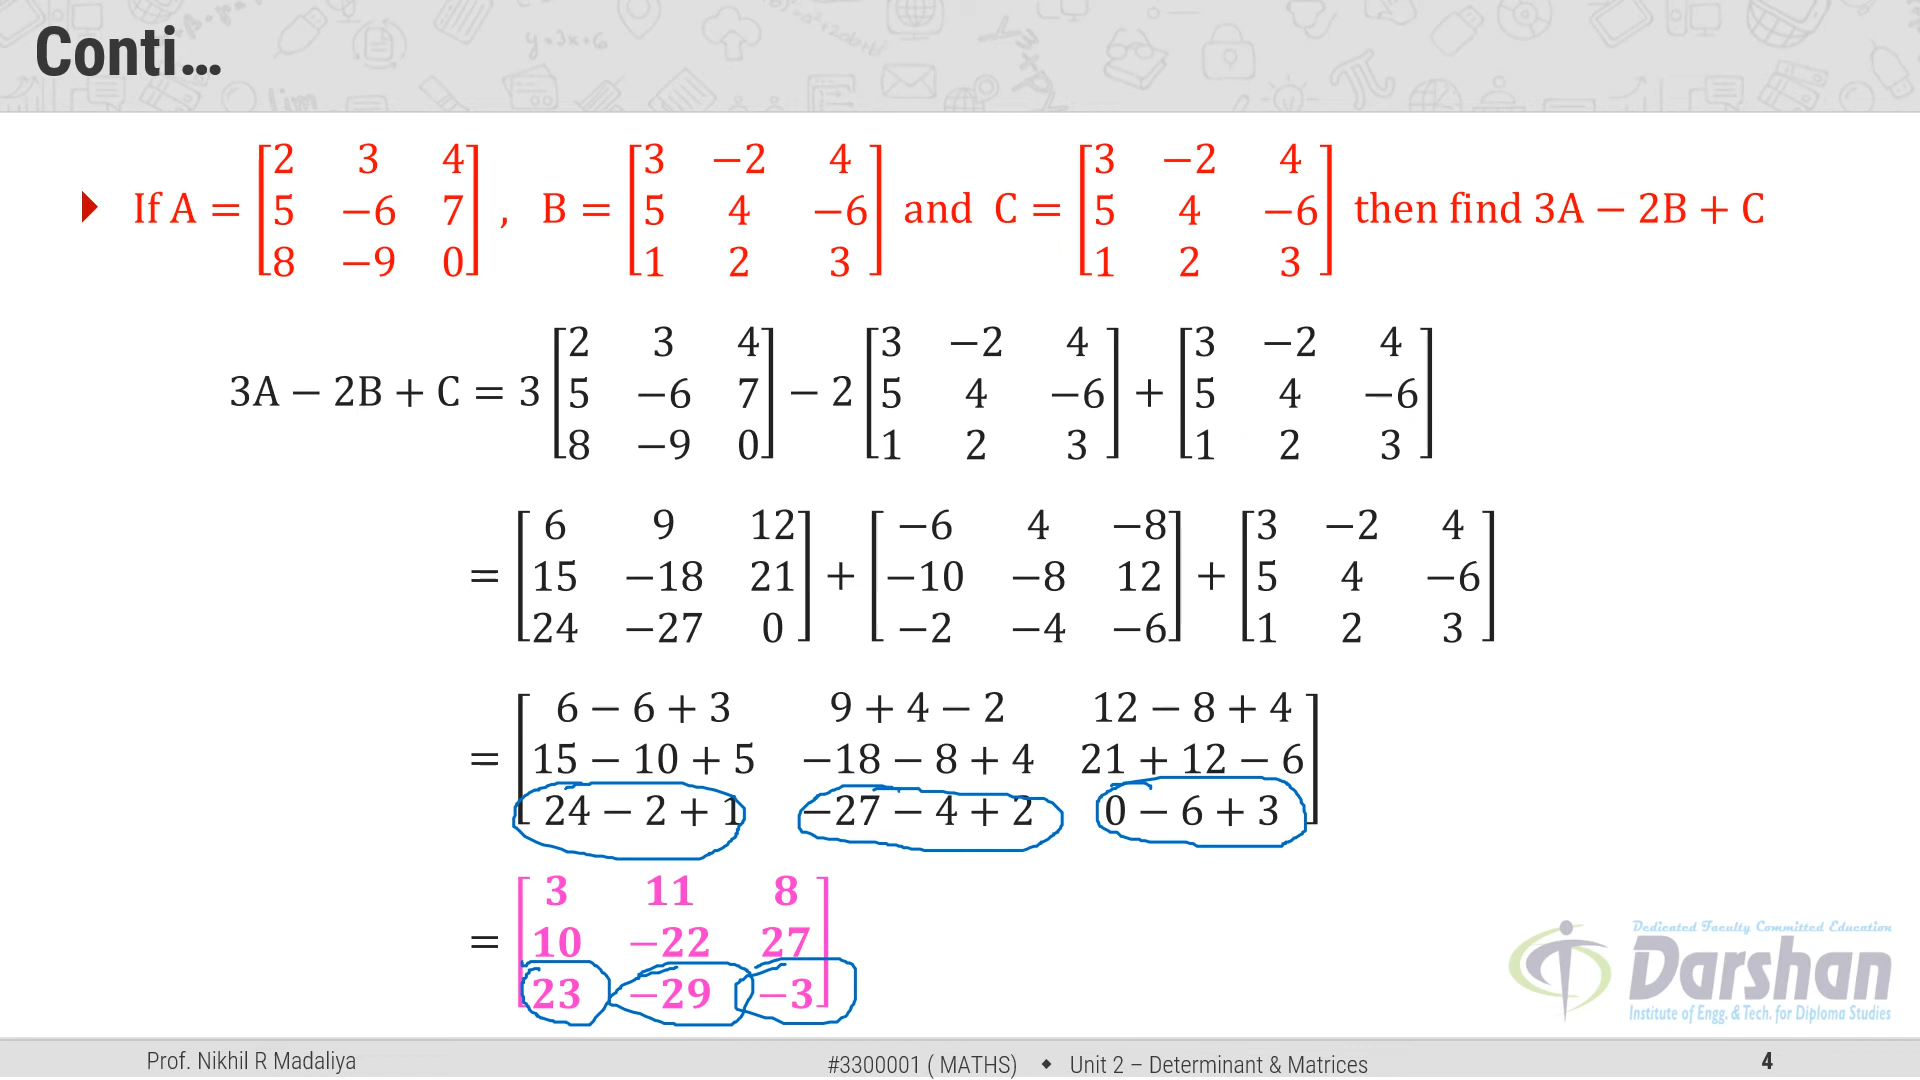 Conti...
If A = [2 3 4; 5 −6 7; 8 −9 0] , B = [3 −2 4; 5 4 −6; 1 2 3] and C = [3 −2 4; 5 4 −6; 1 2 3] then find 3A − 2B + C
3A − 2B + C = 3 [2 3 4; 5 −6 7; 8 −9 0] − 2 [3 −2 4; 5 4 −6; 1 2 3] + [3 −2 4; 5 4 −6; 1 2 3]
= [6 9 12; 15 −18 21; 24 −27 0] + [−6 4 −8; −10 −8 12; −2 −4 −6] + [3 −2 4; 5 4 −6; 1 2 3]
= [6 − 6 + 3 9 + 4 − 2 12 − 8 + 4; 15 − 10 + 5 −18 − 8 + 4 21 + 12 − 6; 24 − 2 + 1 −27 − 4 + 2 0 − 6 + 3]
= [3 11 8; 10 −22 27; 23 −29 −3]
Dedicated Faculty Committed Education
Darshan
Institute of Engg. & Tech. for Diploma Studies
Prof. Nikhil R Madaliya
#3300001 ( MATHS) ◆ Unit 2 – Determinant & Matrices
4